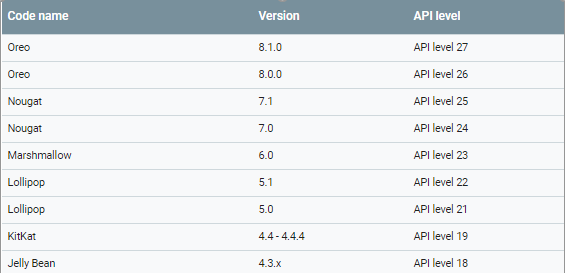 Code name Version API level
Oreo 8.1.0 API level 27
Oreo 8.0.0 API level 26
Nougat 7.1 API level 25
Nougat 7.0 API level 24
Marshmallow 6.0 API level 23
Lollipop 5.1 API level 22
Lollipop 5.0 API level 21
KitKat 4.4 - 4.4.4 API level 19
Jelly Bean 4.3.x API level 18